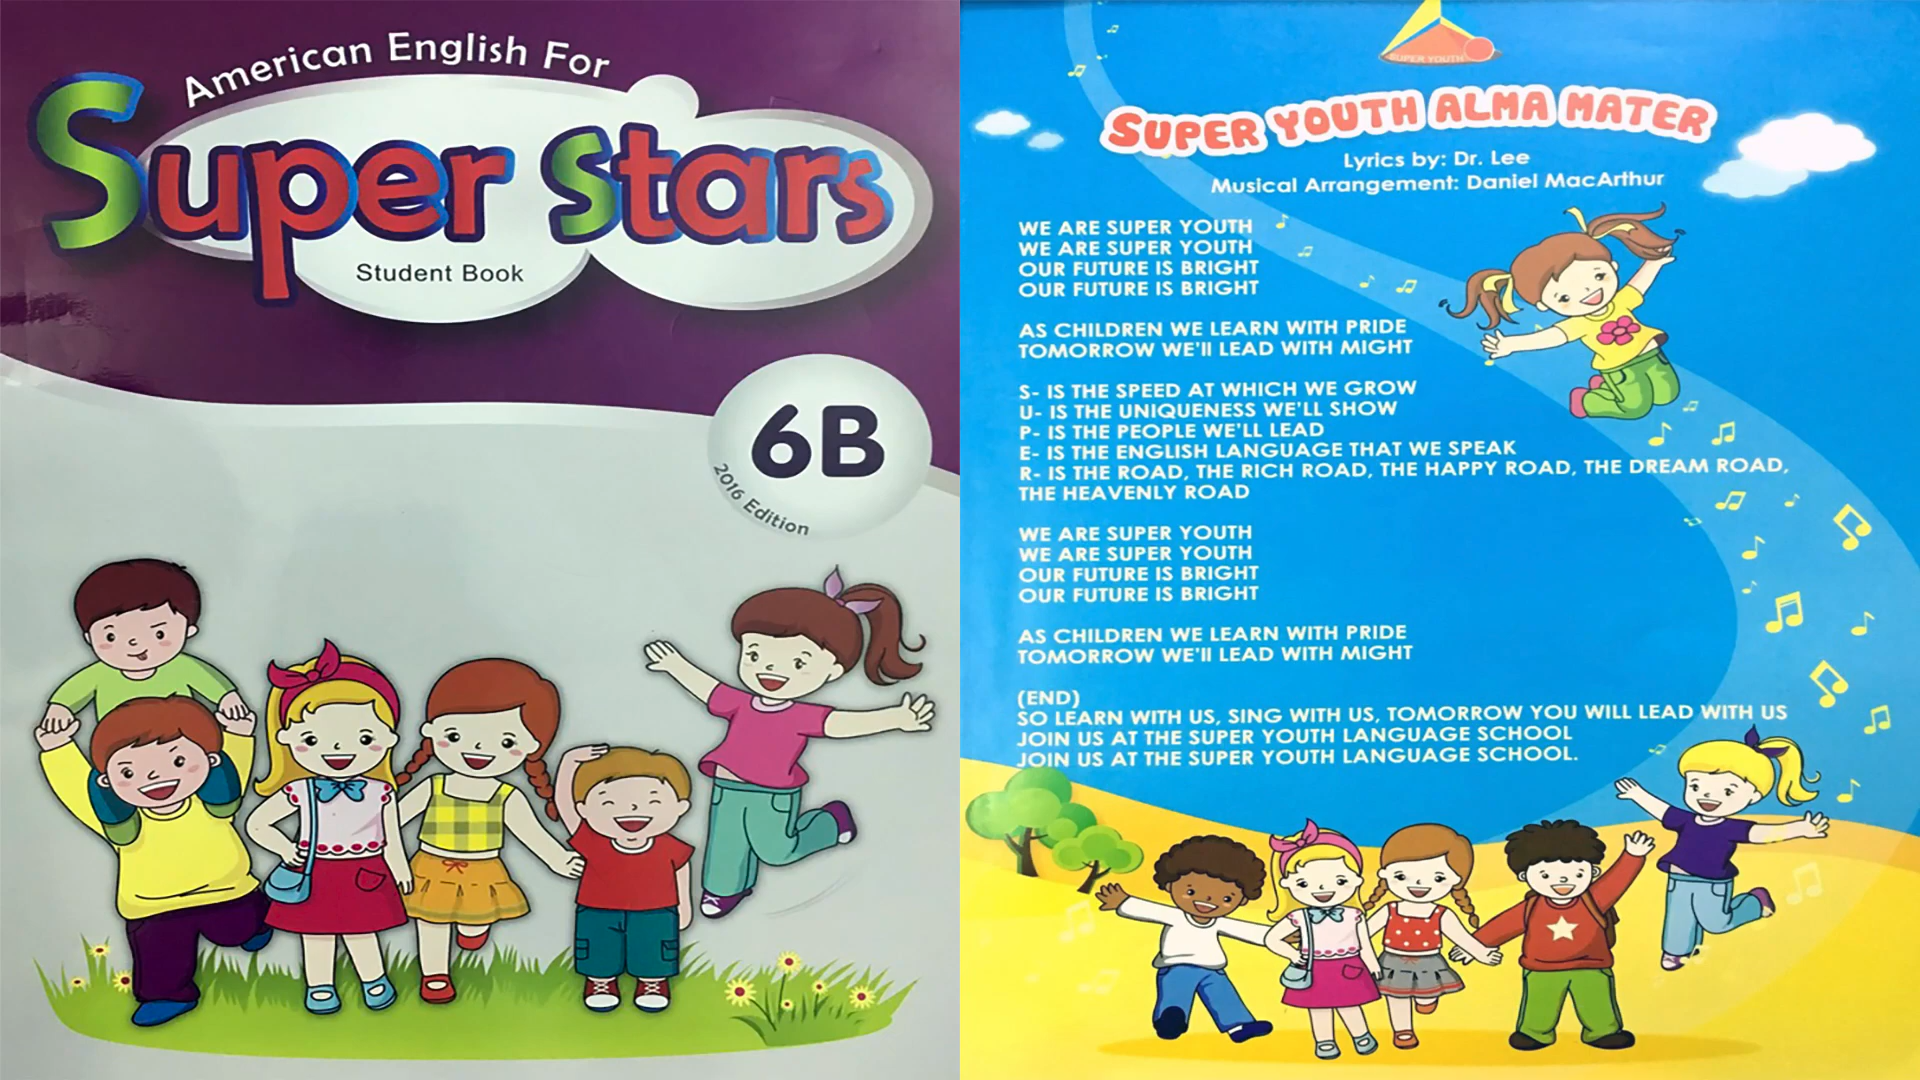 American English For
Super Stars
Student Book
6B
2016 Edition
SUPER YOUTH
SUPER YOUTH ALMA MATER
Lyrics by: Dr. Lee
Musical Arrangement: Daniel MacArthur
WE ARE SUPER YOUTH
WE ARE SUPER YOUTH
OUR FUTURE IS BRIGHT
OUR FUTURE IS BRIGHT
AS CHILDREN WE LEARN WITH PRIDE
TOMORROW WE'll LEAD WITH MIGHT
S- IS THE SPEED AT WHICH WE GROW
U- IS THE UNIQUENESS WE'LL SHOW
P- IS THE PEOPLE WE'LL LEAD
E- IS THE ENGLISH LANGUAGE THAT WE SPEAK
R- IS THE ROAD, THE RICH ROAD, THE HAPPY ROAD, THE DREAM ROAD,
THE HEAVENLY ROAD
WE ARE SUPER YOUTH
WE ARE SUPER YOUTH
OUR FUTURE IS BRIGHT
OUR FUTURE IS BRIGHT
AS CHILDREN WE LEARN WITH PRIDE
TOMORROW WE'll LEAD WITH MIGHT
(END)
SO LEARN WITH US, SING WITH US, TOMORROW YOU WILL LEAD WITH US
JOIN US AT THE SUPER YOUTH LANGUAGE SCHOOL
JOIN US AT THE SUPER YOUTH LANGUAGE SCHOOL.